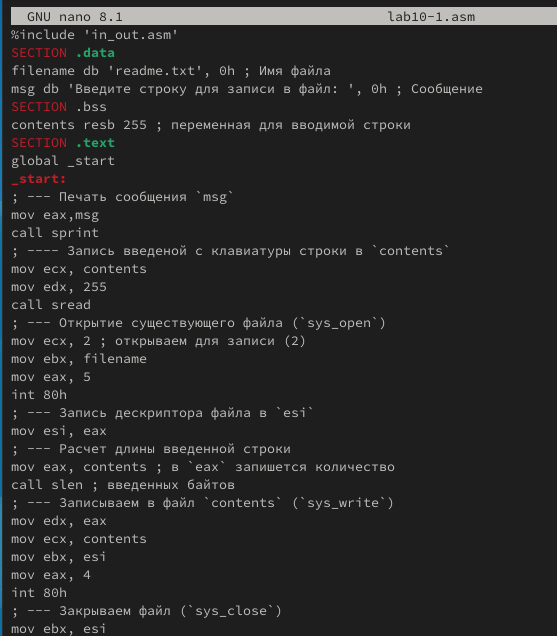 GNU nano 8.1 lab10-1.asm
%include 'in_out.asm'
SECTION .data
filename db 'readme.txt', 0h ; Имя файла
msg db 'Введите строку для записи в файл: ', 0h ; Сообщение
SECTION .bss
contents resb 255 ; переменная для вводимой строки
SECTION .text
global _start
_start:
; --- Печать сообщения `msg`
mov eax,msg
call sprint
; ---- Запись введеной с клавиатуры строки в `contents`
mov ecx, contents
mov edx, 255
call sread
; --- Открытие существующего файла (`sys_open`)
mov ecx, 2 ; открываем для записи (2)
mov ebx, filename
mov eax, 5
int 80h
; --- Запись дескриптора файла в `esi`
mov esi, eax
; --- Расчет длины введенной строки
mov eax, contents ; в `eax` запишется количество
call slen ; введенных байтов
; --- Записываем в файл `contents` (`sys_write`)
mov edx, eax
mov ecx, contents
mov ebx, esi
mov eax, 4
int 80h
; --- Закрываем файл (`sys_close`)
mov ebx, esi